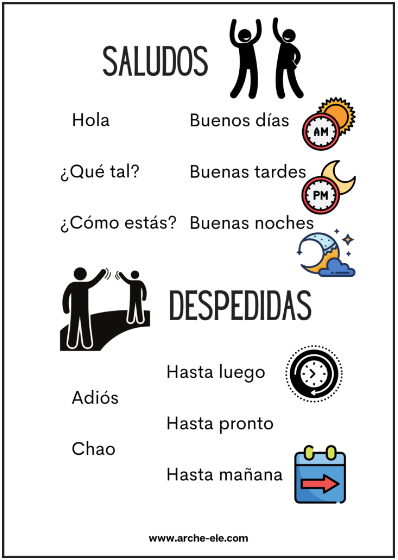 SALUDOS
Hola
Buenos días
AM
¿Qué tal?
Buenas tardes
PM
¿Cómo estás?
Buenas noches
DESPEDIDAS
Hasta luego
Adiós
Hasta pronto
Chao
Hasta mañana
www.arche-ele.com